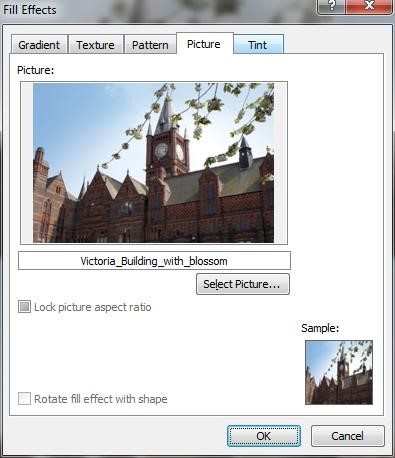 Fill Effects
Gradient Texture Pattern Picture Tint
Picture:
Victoria_Building_with_blossom
Select Picture...
Lock picture aspect ratio
Sample:
Rotate fill effect with shape
OK Cancel